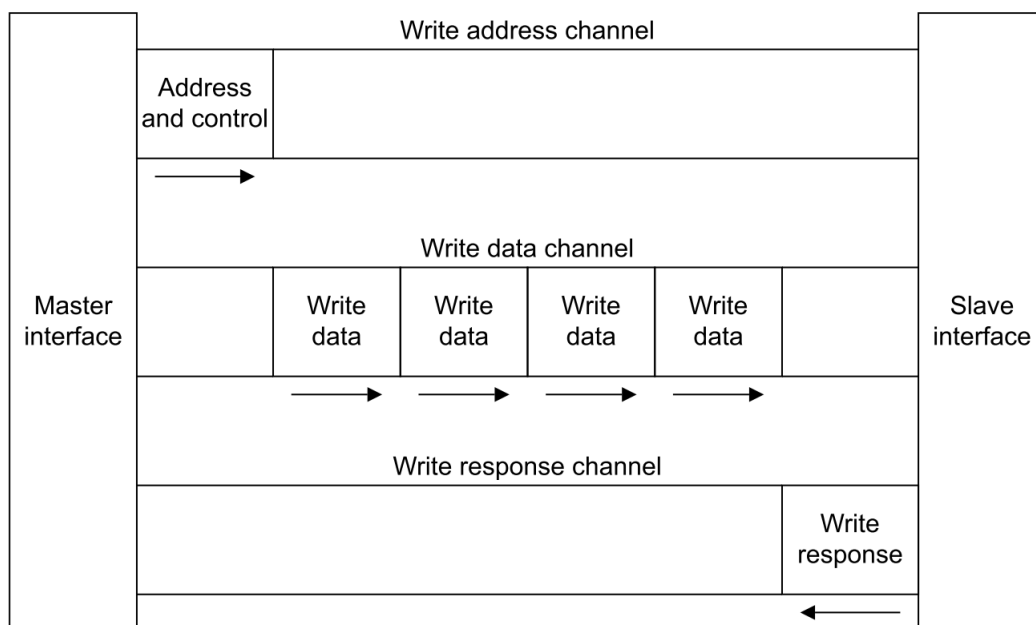 Write address channel
Address
and control
Write data channel
Master
interface
Write
data
Write
data
Write
data
Write
data
Slave
interface
Write response channel
Write
response